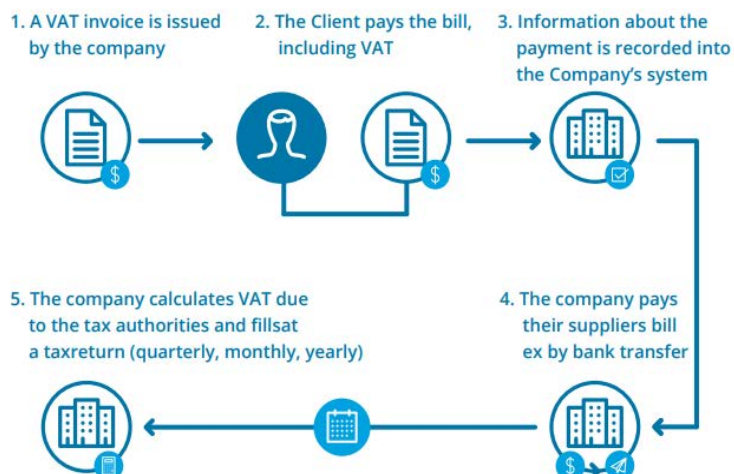 1. A VAT invoice is issued
by the company
2. The Client pays the bill,
including VAT
3. Information about the
payment is recorded into
the Company's system
$
$
5. The company calculates VAT due
to the tax authorities and fillsat
a taxreturn (quarterly, monthly, yearly)
4. The company pays
their suppliers bill
ex by bank transfer
$